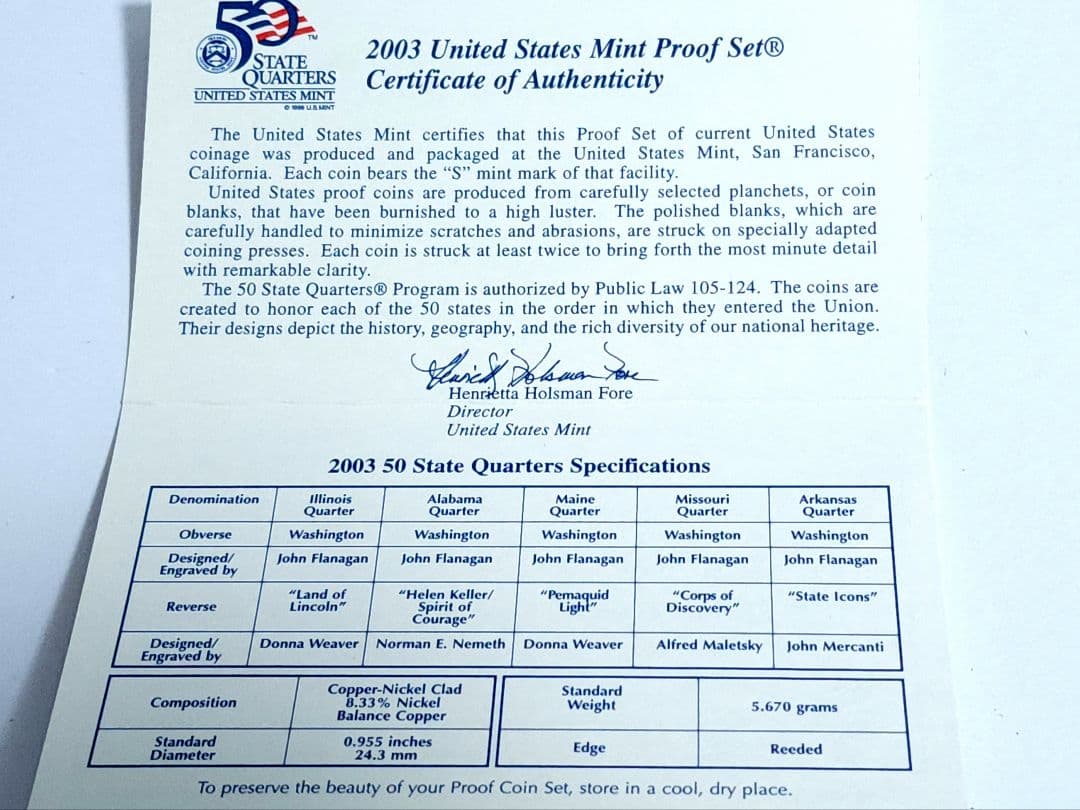 50
TM
STATE
QUARTERS
UNITED STATES MINT
© 1998 U.S. MINT
2003 United States Mint Proof Set®
Certificate of Authenticity
The United States Mint certifies that this Proof Set of current United States
coinage was produced and packaged at the United States Mint, San Francisco,
California. Each coin bears the “S” mint mark of that facility.
United States proof coins are produced from carefully selected planchets, or coin
blanks, that have been burnished to a high luster. The polished blanks, which are
carefully handled to minimize scratches and abrasions, are struck on specially adapted
coining presses. Each coin is struck at least twice to bring forth the most minute detail
with remarkable clarity.
The 50 State Quarters® Program is authorized by Public Law 105-124. The coins are
created to honor each of the 50 states in the order in which they entered the Union.
Their designs depict the history, geography, and the rich diversity of our national heritage.
Henrietta Holsman Fore
Henrietta Holsman Fore
Director
United States Mint
2003 50 State Quarters Specifications
Denomination Illinois Quarter Alabama Quarter Maine Quarter Missouri Quarter Arkansas Quarter
Obverse Washington Washington Washington Washington Washington
Designed/ Engraved by John Flanagan John Flanagan John Flanagan John Flanagan John Flanagan
Reverse “Land of Lincoln” “Helen Keller/ Spirit of Courage” “Pemaquid Light” “Corps of Discovery” “State Icons”
Designed/ Engraved by Donna Weaver Norman E. Nemeth Donna Weaver Alfred Maletsky John Mercanti
Composition Copper-Nickel Clad 8.33% Nickel Balance Copper Standard Weight 5.670 grams
Standard Diameter 0.955 inches 24.3 mm Edge Reeded
To preserve the beauty of your Proof Coin Set, store in a cool, dry place.